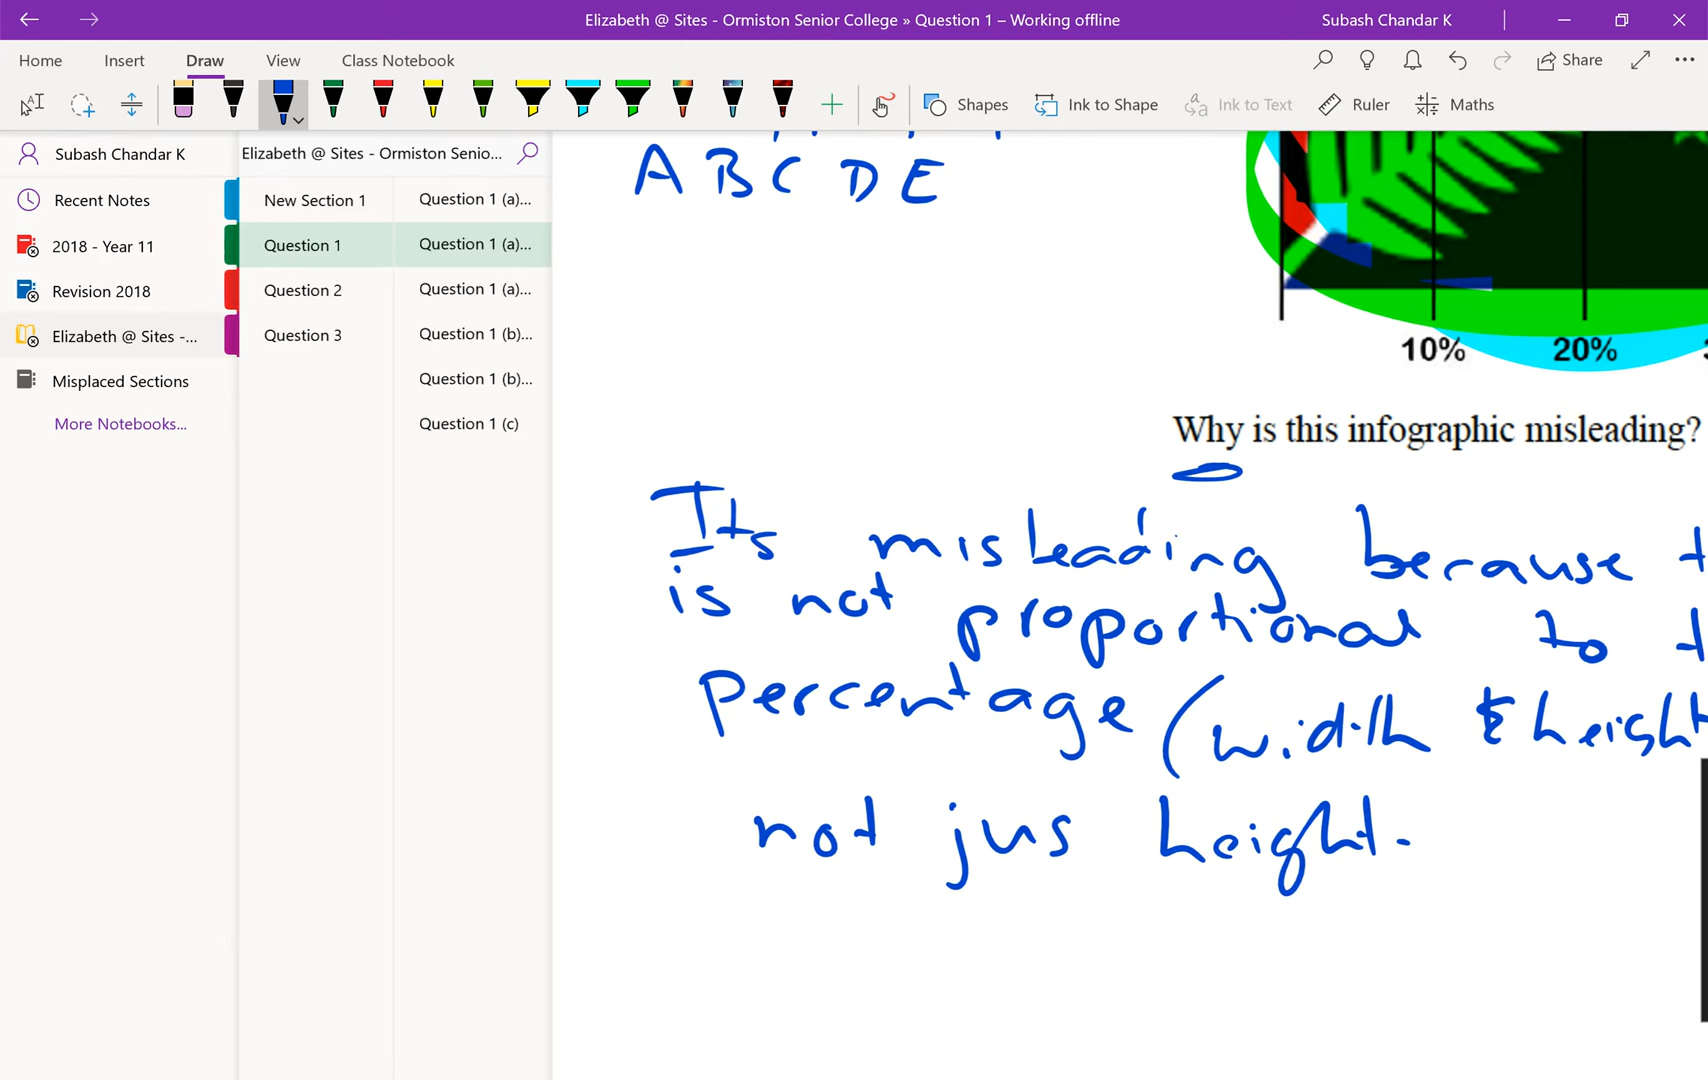 Elizabeth @ Sites - Ormiston Senior College » Question 1 – Working offline
Subash Chandar K
Home Insert Draw View Class Notebook
Share
Shapes Ink to Shape Ink to Text Ruler Maths
Subash Chandar K
Recent Notes
2018 - Year 11
Revision 2018
Elizabeth @ Sites -...
Misplaced Sections
More Notebooks...
Elizabeth @ Sites - Ormiston Senio...
New Section 1
Question 1
Question 2
Question 3
Question 1 (a)...
Question 1 (a)...
Question 1 (a)...
Question 1 (b)...
Question 1 (b)...
Question 1 (c)
A B C D E
10% 20%
Why is this infographic misleading?
Its misleading because
is not proportional to
percentage (width & height
not jus height.